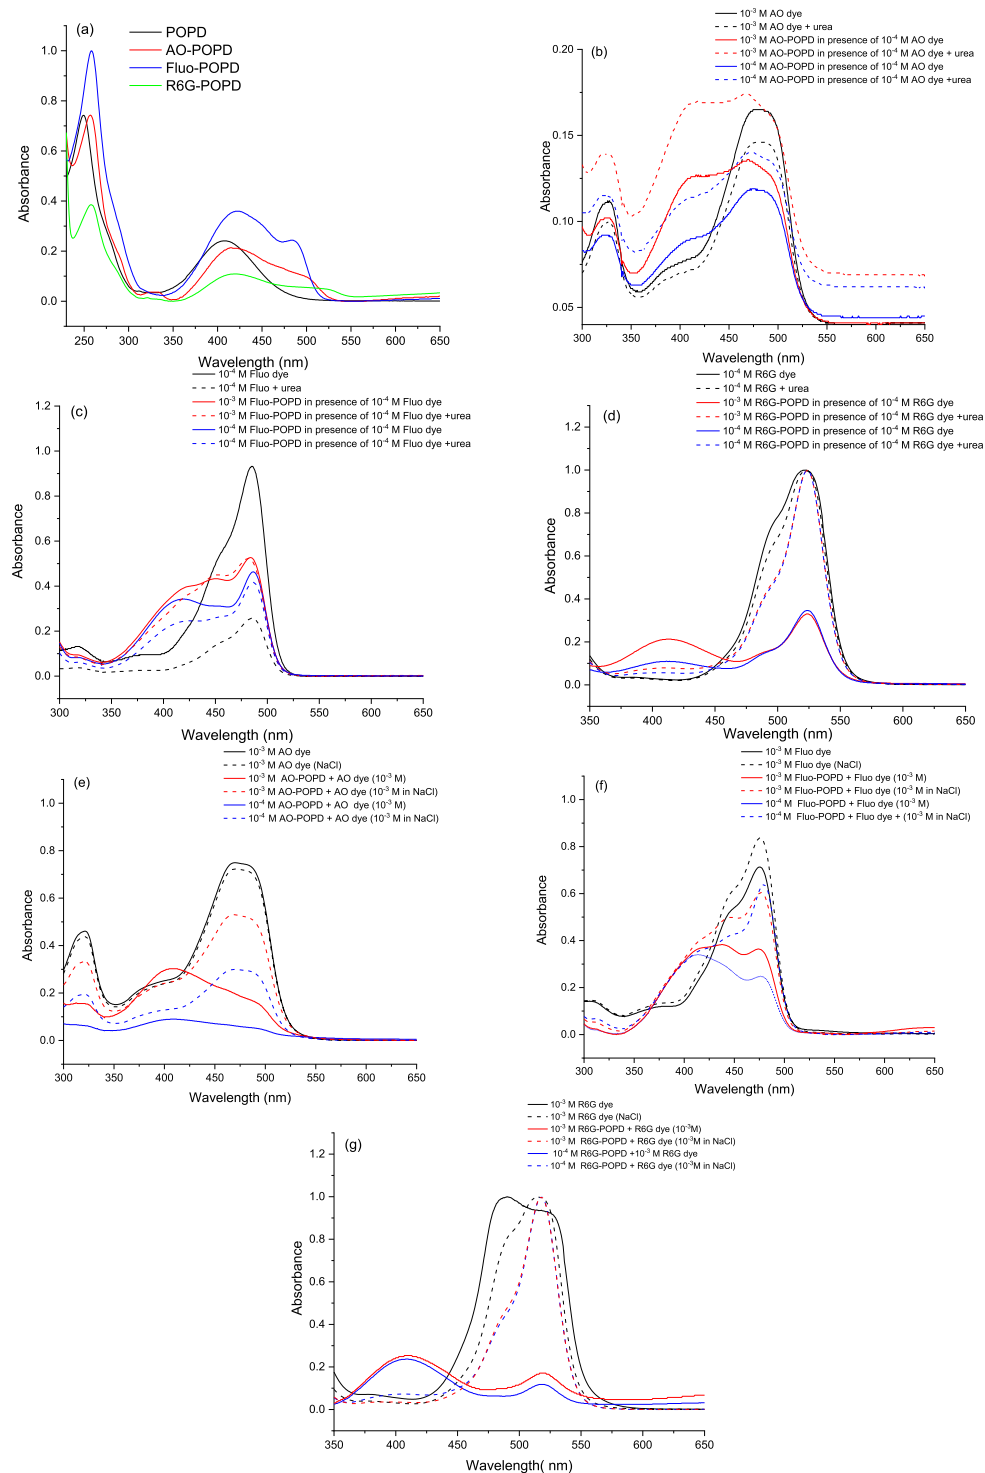 (a)
POPD
AO-POPD
Fluo-POPD
R6G-POPD
1.0
0.8
0.6
0.4
0.2
0.0
Absorbance
250 300 350 400 450 500 550 600 650
Wavelength (nm)
10⁻³ M AO dye
10⁻³ M AO dye + urea
10⁻³ M AO-POPD in presence of 10⁻⁴ M AO dye
10⁻³ M AO-POPD in presence of 10⁻⁴ M AO dye + urea
10⁻⁴ M AO-POPD in presence of 10⁻⁴ M AO dye
10⁻⁴ M AO-POPD in presence of 10⁻⁴ M AO dye +urea
(b)
0.20
0.15
0.10
0.05
Absorbance
300 350 400 450 500 550 600 650
Wavelength (nm)
10⁻⁴ M Fluo dye
10⁻⁴ M Fluo + urea
10⁻³ M Fluo-POPD in presence of 10⁻⁴ M Fluo dye
10⁻³ M Fluo-POPD in presence of 10⁻⁴ M Fluo dye +urea
10⁻⁴ M Fluo-POPD in presence of 10⁻⁴ M Fluo dye
10⁻⁴ M Fluo-POPD in presence of 10⁻⁴ M Fluo dye +urea
(c)
1.2
1.0
0.8
0.6
0.4
0.2
0.0
Absorbance
300 350 400 450 500 550 600 650
Wavelength (nm)
10⁻⁴ M R6G dye
10⁻⁴ M R6G + urea
10⁻³ M R6G-POPD in presence of 10⁻⁴ M R6G dye
10⁻³ M R6G-POPD in presence of 10⁻⁴ M R6G dye +urea
10⁻⁴ M R6G-POPD in presence of 10⁻⁴ M R6G dye
10⁻⁴ M R6G-POPD in presence of 10⁻⁴ M R6G dye +urea
(d)
1.2
1.0
0.8
0.6
0.4
0.2
0.0
Absorbance
350 400 450 500 550 600 650
Wavelength (nm)
10⁻³ M AO dye
10⁻³ M AO dye (NaCl)
10⁻³ M AO-POPD + AO dye (10⁻³ M)
10⁻³ M AO-POPD + AO dye (10⁻³ M in NaCl)
10⁻⁴ M AO-POPD + AO dye (10⁻³ M)
10⁻⁴ M AO-POPD + AO dye (10⁻³ M in NaCl)
(e)
1.0
0.8
0.6
0.4
0.2
0.0
Absorbance
300 350 400 450 500 550 600 650
Wavelength (nm)
10⁻³ M Fluo dye
10⁻³ M Fluo dye (NaCl)
10⁻³ M Fluo-POPD + Fluo dye (10⁻³ M)
10⁻³ M Fluo-POPD + Fluo dye (10⁻³ M in NaCl)
10⁻⁴ M Fluo-POPD + Fluo dye (10⁻³ M)
10⁻⁴ M Fluo-POPD + Fluo dye + (10⁻³ M in NaCl)
(f)
1.0
0.8
0.6
0.4
0.2
0.0
Absorbance
300 350 400 450 500 550 600 650
Wavelength (nm)
10⁻³ M R6G dye
10⁻³ M R6G dye (NaCl)
10⁻³ M R6G-POPD + R6G dye (10⁻³M)
10⁻³ M R6G-POPD + R6G dye (10⁻³M in NaCl)
10⁻⁴ M R6G-POPD +10⁻³ M R6G dye
10⁻⁴ M R6G-POPD + R6G dye (10⁻³M in NaCl)
(g)
1.2
1.0
0.8
0.6
0.4
0.2
0.0
Absorbance
350 400 450 500 550 600 650
Wavelength( nm)